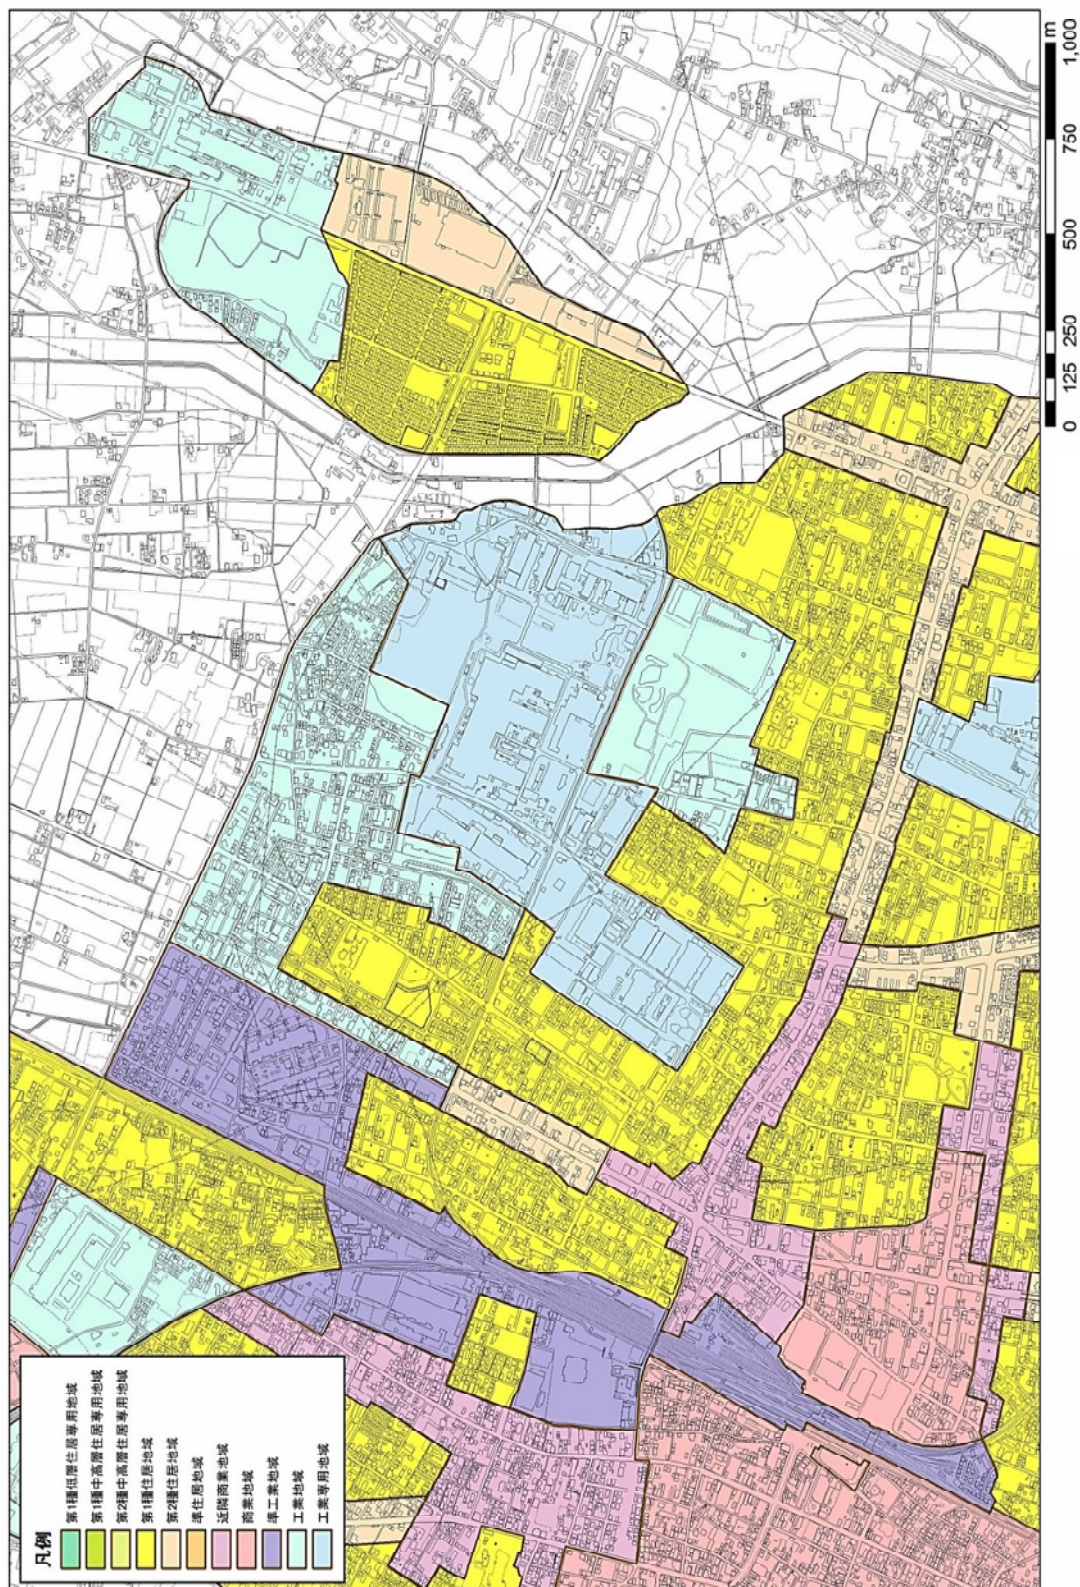 凡例
第1種低層住居専用地域
第1種中高層住居専用地域
第2種中高層住居専用地域
第1種住居地域
第2種住居地域
準住居地域
近隣商業地域
商業地域
準工業地域
工業地域
工業専用地域
0 125 250 500 750 1,000
m